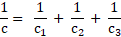 1/c = 1/c₁ + 1/c₂ + 1/c₃